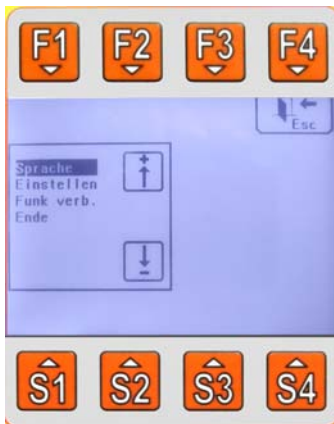 F1 F2 F3 F4
Esc
Sprache
Einstellen
Funk verb.
Ende
S1 S2 S3 S4